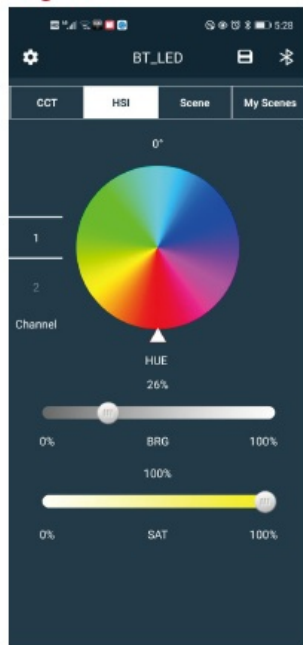 5:28
BT_LED
CCT HSI Scene My Scenes
0°
1
2
Channel
HUE
26%
0% BRG 100%
100%
0% SAT 100%